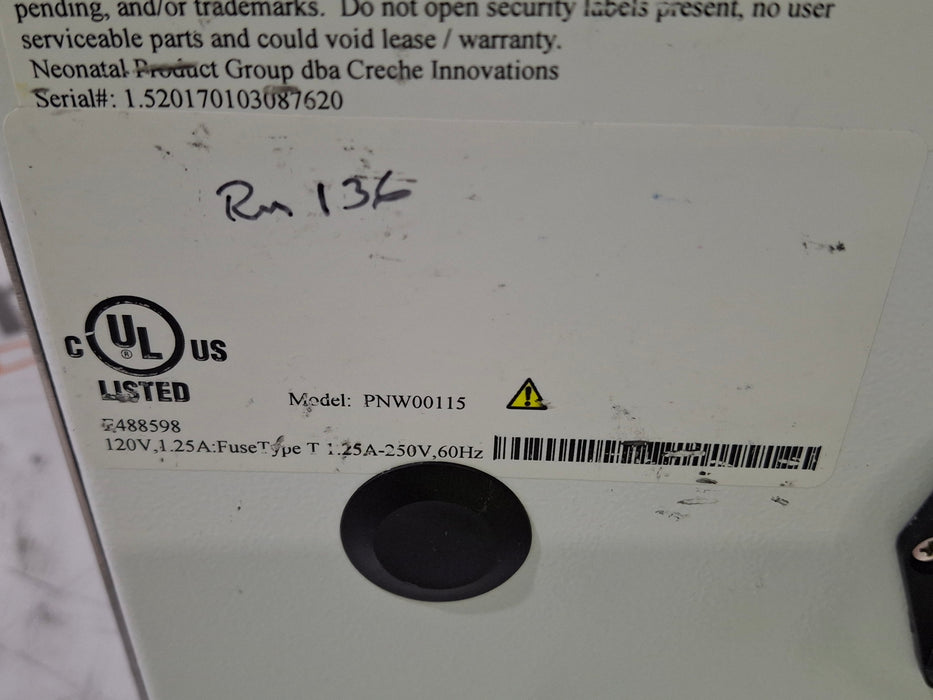 pending, and/or trademarks. Do not open security labels present, no user
serviceable parts and could void lease / warranty.
Neonatal Product Group dba Creche Innovations
Serial#: 1.520170103087620
Rm 136
C UL ® US
LISTED
Model: PNW00115
E488598
120V,1.25A:FuseType T 1.25A-250V,60Hz